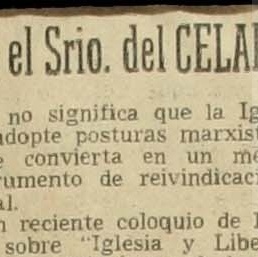 el Srio. del CELA
no significa que la Ig
adopte posturas marxist
convierta en un me
rumento de reivindicaci
al.
n reciente coloquio de
sobre "Iglesia y Libe